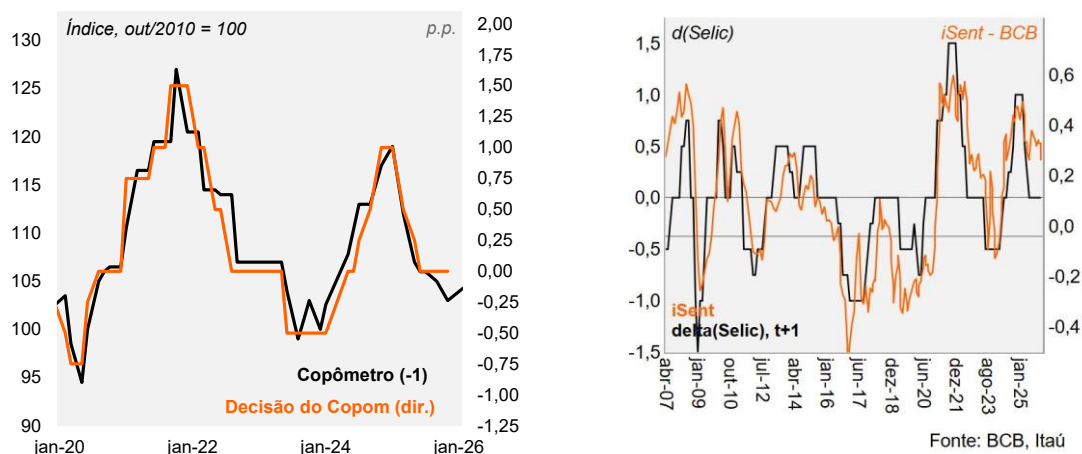 Índice, out/2010 = 100
p.p.
130
125
120
115
110
105
100
95
90
2,00
1,75
1,50
1,25
1,00
0,75
0,50
0,25
0,00
-0,25
-0,50
-0,75
-1,00
-1,25
Copômetro (-1)
Decisão do Copom (dir.)
jan-20
jan-22
jan-24
jan-26
d(Selic)
iSent - BCB
1,5
1,0
0,5
0,0
-0,5
-1,0
-1,5
0,6
0,4
0,2
0,0
-0,2
-0,4
iSent
delta(Selic), t+1
abr-07
jan-09
out-10
jul-12
abr-14
jan-16
jun-17
dez-18
jun-20
dez-21
ago-23
jan-25
Fonte: BCB, Itaú